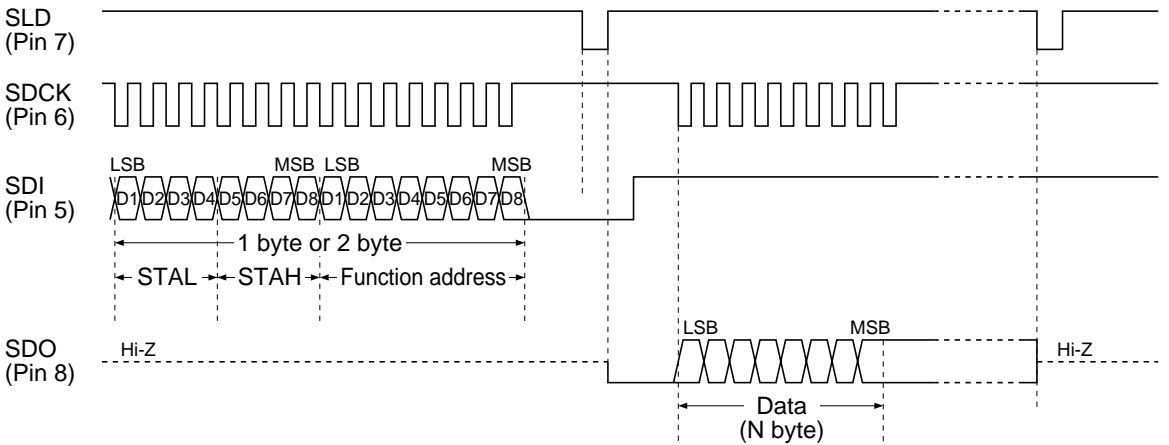 SLD
(Pin 7)
SDCK
(Pin 6)
LSB MSB LSB MSB
SDI
(Pin 5)
D1 D2 D3 D4 D5 D6 D7 D8 D1 D2 D3 D4 D5 D6 D7 D8
1 byte or 2 byte
STAL STAH Function address
SDO
(Pin 8)
Hi-Z
LSB MSB
Hi-Z
Data
(N byte)